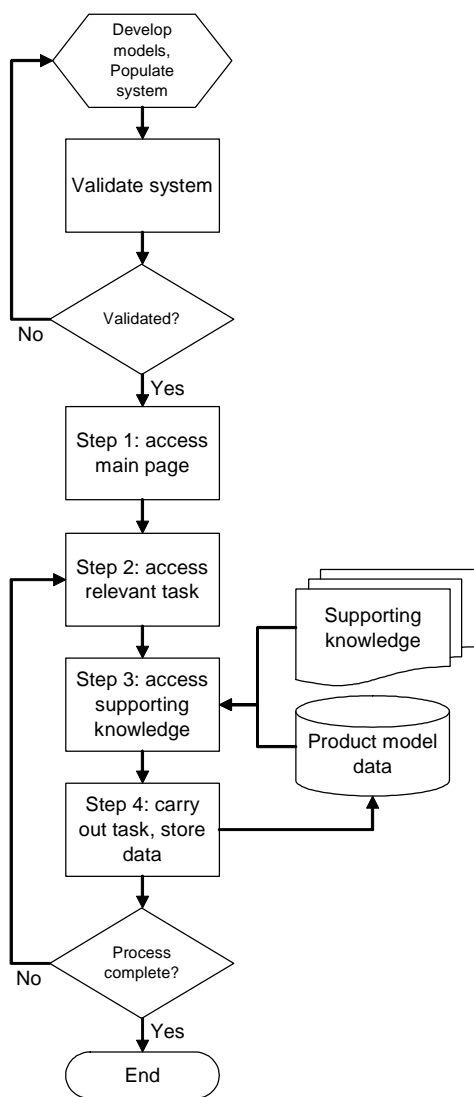 Develop
models,
Populate
system
Validate system
Validated?
No
Yes
Step 1: access
main page
Step 2: access
relevant task
Supporting
knowledge
Step 3: access
supporting
knowledge
Product model
data
Step 4: carry
out task, store
data
Process
complete?
No
Yes
End